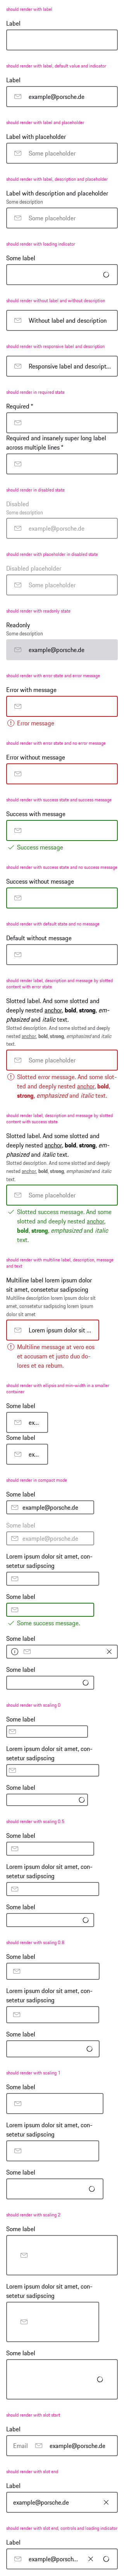 should render with label
Label
should render with label, default value and indicator
Label
example@porsche.de
should render with label and placeholder
Label with placeholder
Some placeholder
should render with label, description and placeholder
Label with description and placeholder
Some description
Some placeholder
should render with loading indicator
Some label
should render without label and without description
Without label and description
should render with responsive label and description
Responsive label and descript...
should render in required state
Required *
Required and insanely super long label
across multiple lines *
should render in disabled state
Disabled
Some description
example@porsche.de
should render with placeholder in disabled state
Disabled placeholder
Some placeholder
should render with readonly state
Readonly
Some description
example@porsche.de
should render with error state and error message
Error with message
Error message
should render with error state and no error message
Error without message
should render with success state and success message
Success with message
Success message
should render with success state and no success message
Success without message
should render with default state and no message
Default without message
should render label, description and message by slotted
content with error state
Slotted label. And some slotted and
deeply nested anchor, bold, strong, em-
phasized and italic text.
Slotted description. And some slotted and deeply
nested anchor, bold, strong, emphasized and italic
text.
Some placeholder
Slotted error message. And some slot-
ted and deeply nested anchor, bold,
strong, emphasized and italic text.
should render label, description and message by slotted
content with success state
Slotted label. And some slotted and
deeply nested anchor, bold, strong, em-
phasized and italic text.
Slotted description. And some slotted and deeply
nested anchor, bold, strong, emphasized and italic
text.
Some placeholder
Slotted success message. And some
slotted and deeply nested anchor,
bold, strong, emphasized and italic
text.
should render with multiline label, description, message
and text
Multiline label lorem ipsum dolor
sit amet, consetetur sadipscing
Multiline description lorem ipsum dolor sit
amet, consetetur sadipscing lorem ipsum
dolor sit amet
Lorem ipsum dolor sit ...
Multiline message at vero eos
et accusam et justo duo do-
lores et ea rebum.
should render with ellipsis and min-width in a smaller
container
Some label
ex...
Some label
ex...
should render in compact mode
Some label
example@porsche.de
Some label
example@porsche.de
Lorem ipsum dolor sit amet, con-
setetur sadipscing
Some label
Some success message.
Some label
Some label
should render with scaling 0
Some label
Lorem ipsum dolor sit amet, con-
setetur sadipscing
Some label
should render with scaling 0.5
Some label
Lorem ipsum dolor sit amet, con-
setetur sadipscing
Some label
should render with scaling 0.8
Some label
Lorem ipsum dolor sit amet, con-
setetur sadipscing
Some label
should render with scaling 1
Some label
Lorem ipsum dolor sit amet, con-
setetur sadipscing
Some label
should render with scaling 2
Some label
Lorem ipsum dolor sit amet, con-
setetur sadipscing
Some label
should render with slot start
Label
Email example@porsche.de
should render with slot end
Label
example@porsche.de
should render with slot end, controls and loading indicator
Label
example@porsch...